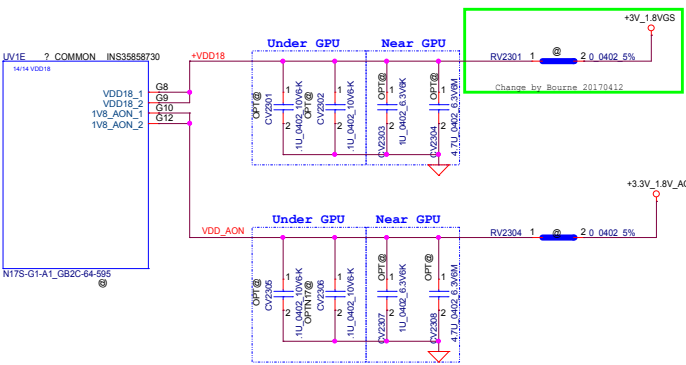 +3V_1.8VGS
Under GPU
Near GPU
UV1E ? COMMON INS35858730
+VDD18
RV2301 1 @ 2 0_0402_5%
14/14 VDD18
Change by Bourne 20170412
VDD18_1 G8
VDD18_2 G9
1V8_AON_1 G10
1V8_AON_2 G12
OPT@
CV2301
.1U_0402_10V6-K
1
2
OPT@
CV2302
.1U_0402_10V6-K
1
2
OPT@
CV2303
1U_0402_6.3V6K
1
2
OPT@
CV2304
4.7U_0402_6.3V6M
1
2
+3.3V_1.8V_AO
Under GPU
Near GPU
VDD_AON
RV2304 1 @ 2 0_0402_5%
N17S-G1-A1_GB2C-64-595
@
OPT@
CV2305
.1U_0402_10V6-K
1
2
OPTN17@
CV2306
.1U_0402_10V6-K
1
2
OPT@
CV2307
1U_0402_6.3V6K
1
2
OPT@
CV2308
4.7U_0402_6.3V6M
1
2